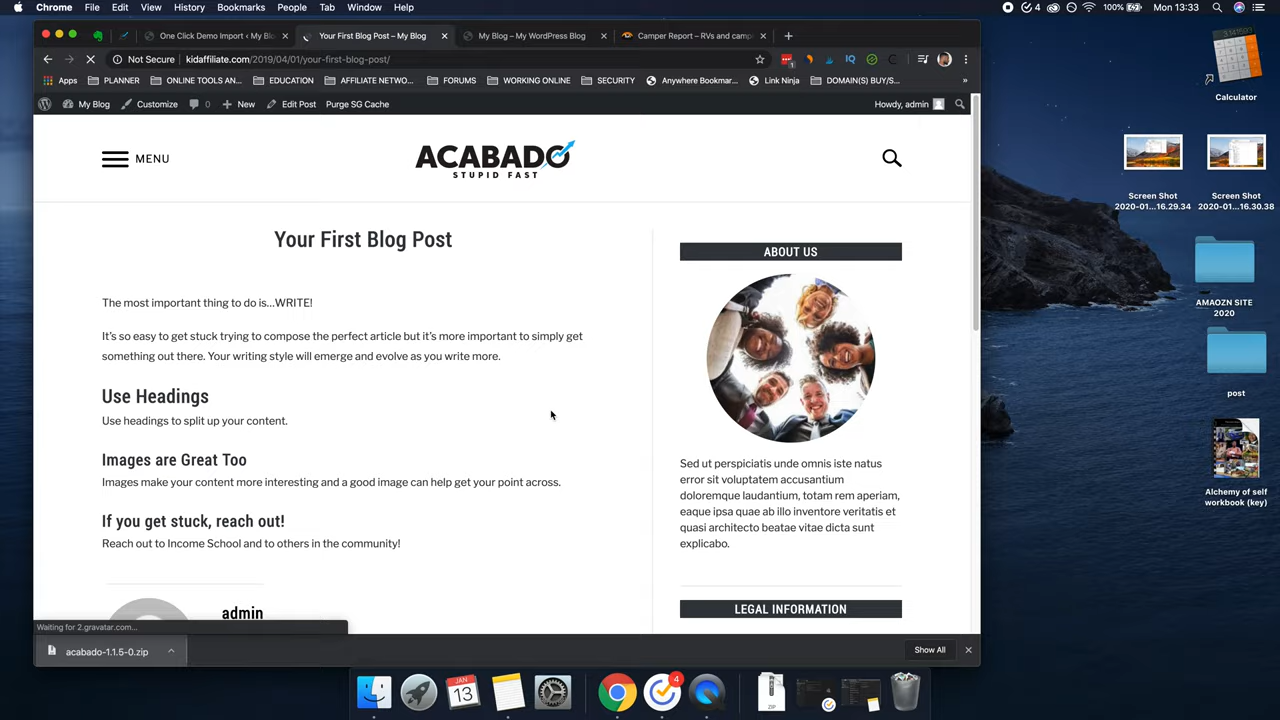 Chrome File Edit View History Bookmarks People Tab Window Help
4 100% Mon 13:33
One Click Demo Import ‹ My Blo
Your First Blog Post – My Blog
My Blog – My WordPress Blog
Camper Report – RVs and camp
Not Secure kidaffiliate.com/2019/04/01/your-first-blog-post/
Apps PLANNER ONLINE TOOLS AN... EDUCATION AFFILIATE NETWO... FORUMS WORKING ONLINE SECURITY Anywhere Bookmar... Link Ninja DOMAIN(S) BUY/S...
My Blog Customize 0 New Edit Post Purge SG Cache Howdy, admin
MENU
ACABADO
STUPID FAST
Your First Blog Post
The most important thing to do is…WRITE!
It’s so easy to get stuck trying to compose the perfect article but it’s more important to simply get
something out there. Your writing style will emerge and evolve as you write more.
Use Headings
Use headings to split up your content.
Images are Great Too
Images make your content more interesting and a good image can help get your point across.
If you get stuck, reach out!
Reach out to Income School and to others in the community!
admin
ABOUT US
Sed ut perspiciatis unde omnis iste natus
error sit voluptatem accusantium
doloremque laudantium, totam rem aperiam,
eaque ipsa quae ab illo inventore veritatis et
quasi architecto beatae vitae dicta sunt
explicabo.
LEGAL INFORMATION
Waiting for 2.gravatar.com...
acabado-1.1.5-0.zip
Show All
Calculator
Screen Shot
2020-01...16.29.34
Screen Shot
2020-01...16.30.38
AMAOZN SITE
2020
post
Alchemy of self
workbook (key)
JAN
13
4
ZIP